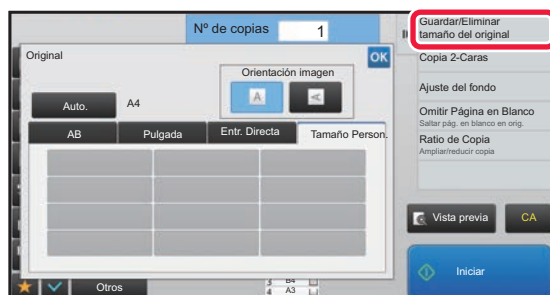 Nº de copias
1
Original
OK
Orientación imagen
A
A
Auto.
A4
AB
Pulgada
Entr. Directa
Tamaño Person.
Otros
B4
4 A3
Guardar/Eliminar
tamaño del original
Copia 2-Caras
Ajuste del fondo
Omitir Página en Blanco
Saltar pág. en blanco en orig.
Ratio de Copia
Ampliar/reducir copia
Vista previa
CA
Iniciar